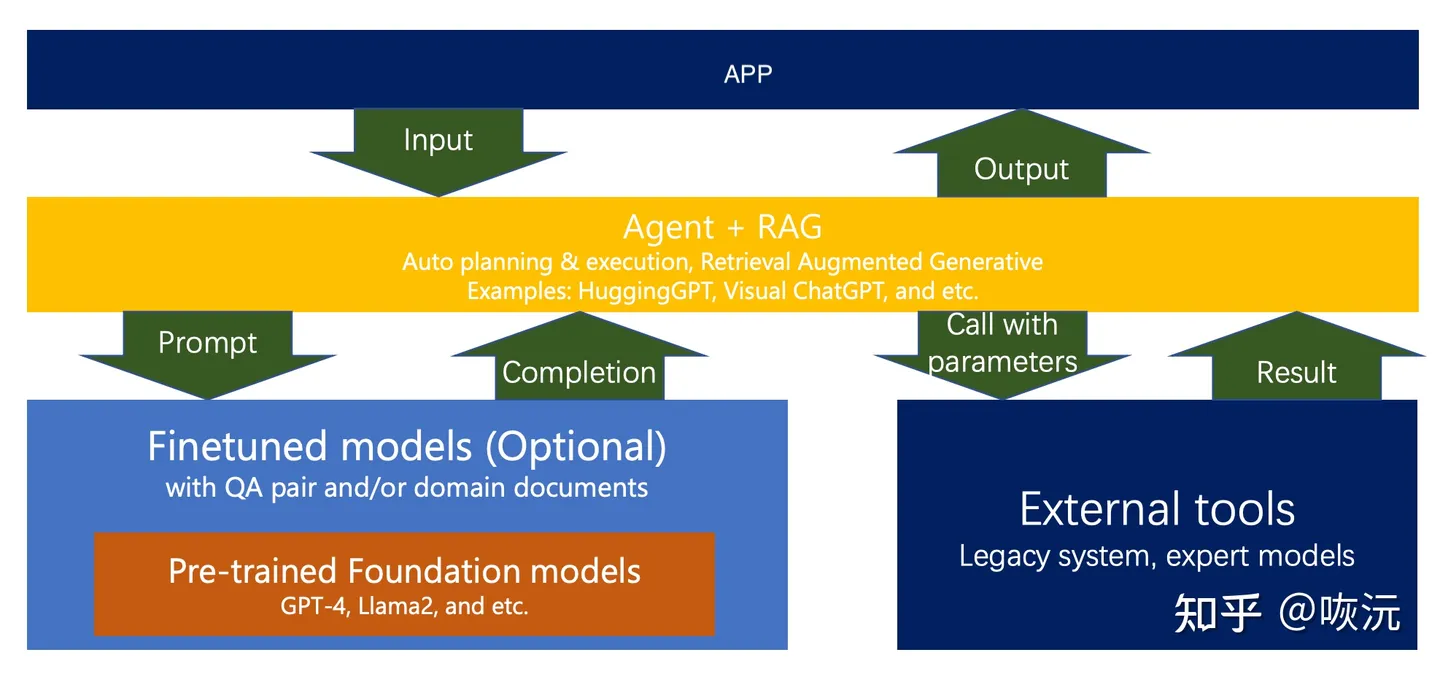 APP
Input
Output
Agent + RAG
Auto planning & execution, Retrieval Augmented Generative
Examples: HuggingGPT, Visual ChatGPT, and etc.
Prompt
Completion
Call with
parameters
Result
Finetuned models (Optional)
with QA pair and/or domain documents
Pre-trained Foundation models
GPT-4, Llama2, and etc.
External tools
Legacy system, expert models
知乎 @咴沅